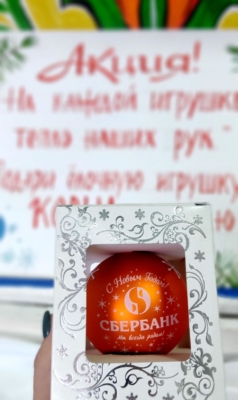 Акция!
"На каждой игрушке
тепло наших рук"
Подари ёлочную игрушку
С Новым Годом!
СБЕРБАНК
Мы всегда рядом!